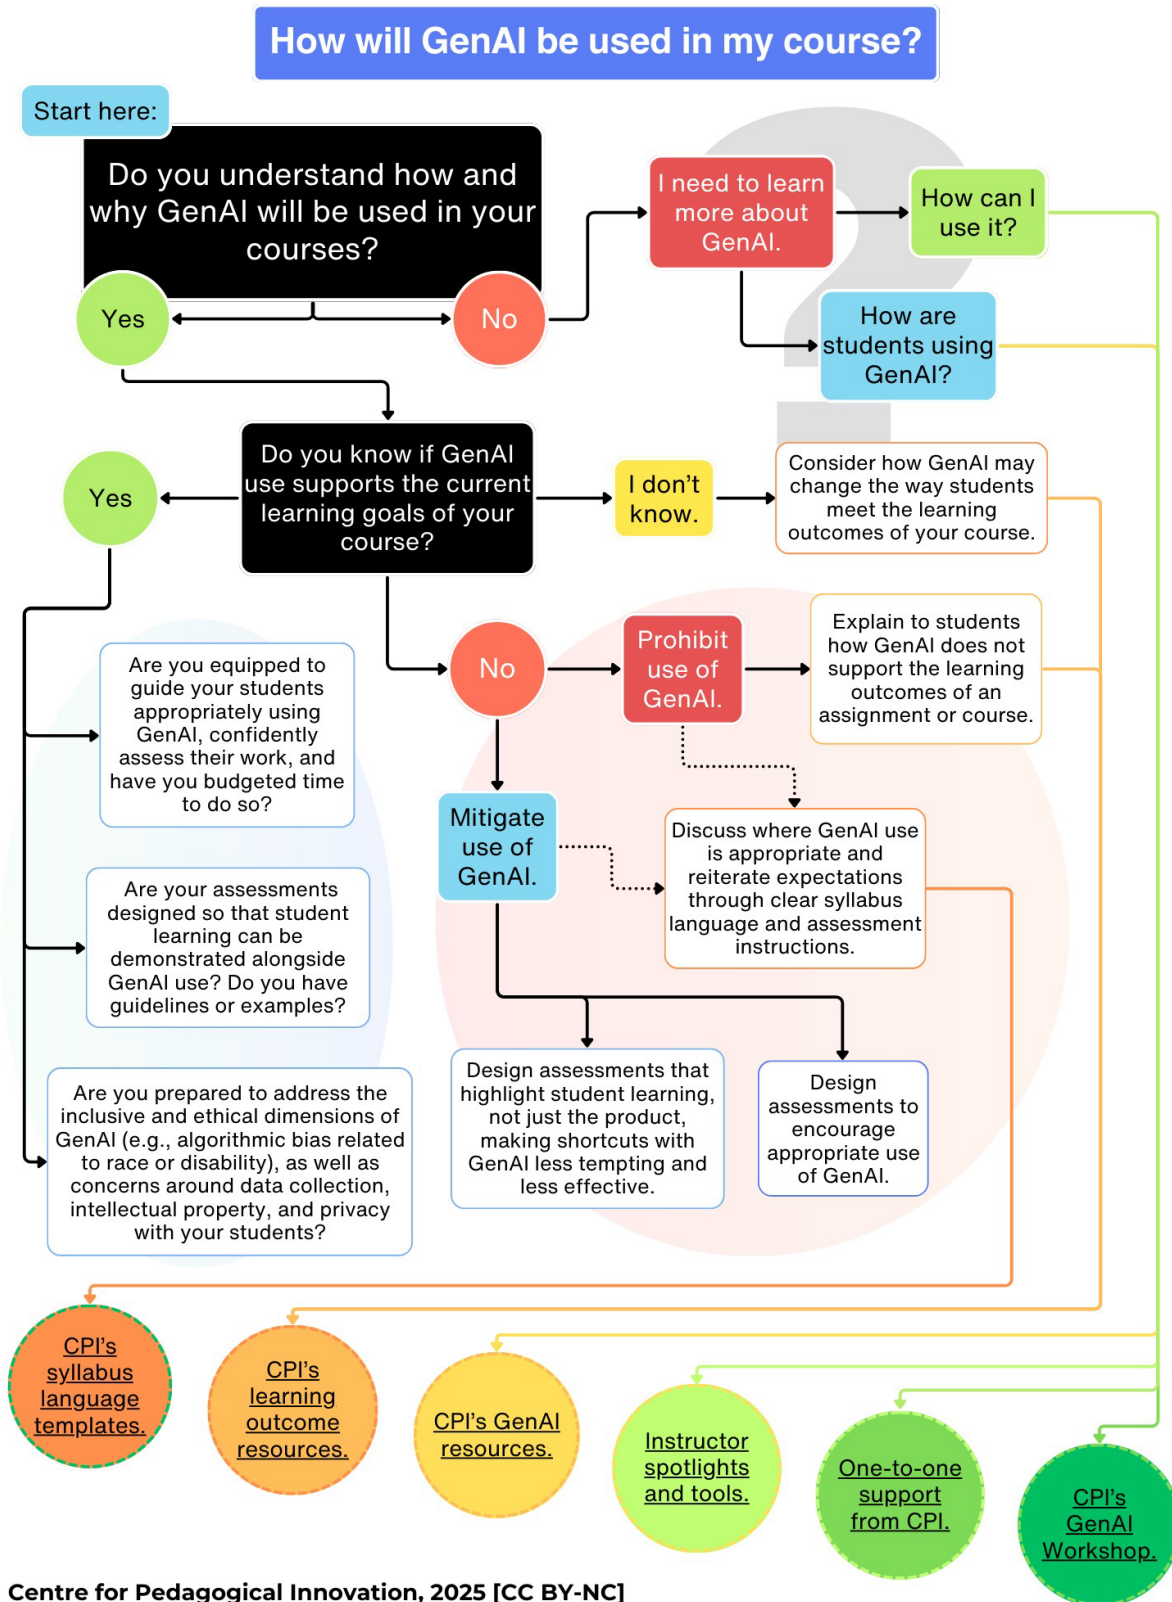 How will GenAI be used in my course?
Start here:
Do you understand how and
why GenAI will be used in your
courses?
Yes
No
I need to learn
more about
GenAI.
How can I
use it?
How are
students using
GenAI?
Do you know if GenAI
use supports the current
learning goals of your
course?
Yes
I don't
know.
Consider how GenAI may
change the way students
meet the learning
outcomes of your course.
No
Prohibit
use of
GenAI.
Explain to students
how GenAI does not
support the learning
outcomes of an
assignment or course.
Are you equipped to
guide your students
appropriately using
GenAI, confidently
assess their work, and
have you budgeted time
to do so?
Mitigate
use of
GenAI.
Discuss where GenAI use
is appropriate and
reiterate expectations
through clear syllabus
language and assessment
instructions.
Are your assessments
designed so that student
learning can be
demonstrated alongside
GenAI use? Do you have
guidelines or examples?
Design assessments that
highlight student learning,
not just the product,
making shortcuts with
GenAI less tempting and
less effective.
Design
assessments to
encourage
appropriate use
of GenAI.
Are you prepared to address the
inclusive and ethical dimensions of
GenAI (e.g., algorithmic bias related
to race or disability), as well as
concerns around data collection,
intellectual property, and privacy
with your students?
CPI's
syllabus
language
templates.
CPI's
learning
outcome
resources.
CPI's GenAI
resources.
Instructor
spotlights
and tools.
One-to-one
support
from CPI.
CPI's
GenAI
Workshop.
Centre for Pedagogical Innovation, 2025 [CC BY-NC]